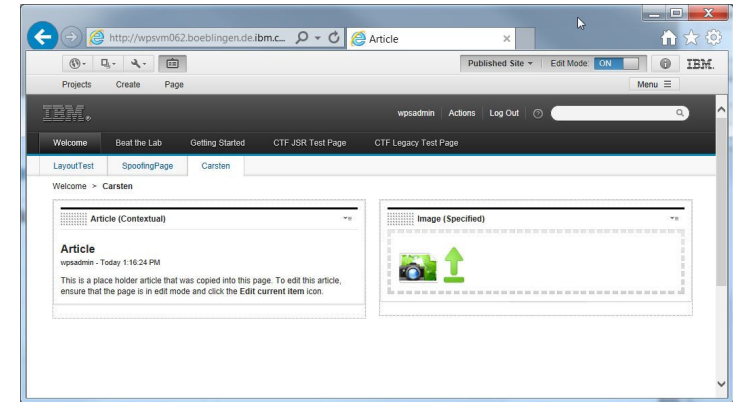 http://wpsvm062.boeblingen.de.ibm.c...
Article
Published Site
Edit Mode:
ON
IBM.
Projects
Create
Page
Menu
IBM.
wpsadmin
Actions
Log Out
Welcome
Beat the Lab
Getting Started
CTF JSR Test Page
CTF Legacy Test Page
LayoutTest
SpoofingPage
Carsten
Welcome > Carsten
Article (Contextual)
Image (Specified)
Article
wpsadmin - Today 1:16:24 PM
This is a place holder article that was copied into this page. To edit this article,
ensure that the page is in edit mode and click the Edit current item icon.